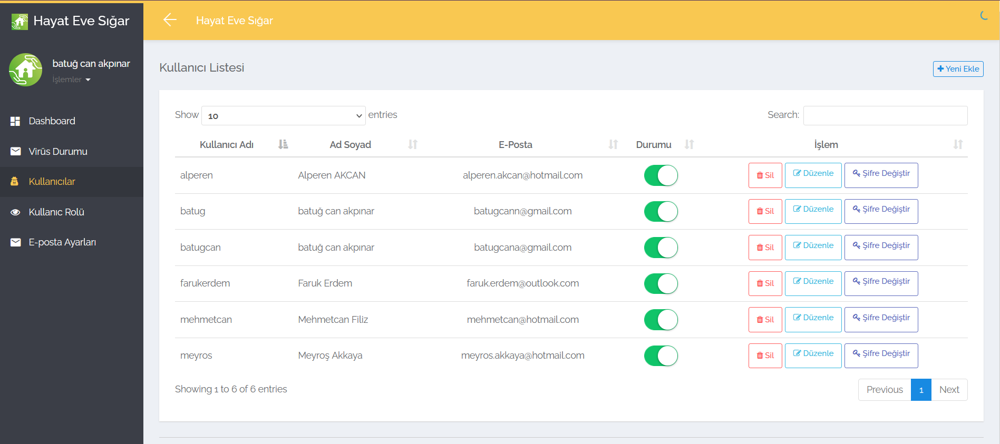 Hayat Eve Sığar
Hayat Eve Sığar
batuğ can akpınar
İşlemler
Dashboard
Virüs Durumu
Kullanıcılar
Kullanıc Rolü
E-posta Ayarları
Kullanıcı Listesi
Yeni Ekle
Show 10 entries Search:
Kullanıcı Adı Ad Soyad E-Posta Durumu İşlem
alperen Alperen AKCAN alperen.akcan@hotmail.com Sil Düzenle Şifre Değiştir
batug batuğ can akpınar batugcann@gmail.com Sil Düzenle Şifre Değiştir
batugcan batuğ can akpınar batugcana@gmail.com Sil Düzenle Şifre Değiştir
farukerdem Faruk Erdem faruk.erdem@outlook.com Sil Düzenle Şifre Değiştir
mehmetcan Mehmetcan Filiz mehmetcan@hotmail.com Sil Düzenle Şifre Değiştir
meyros Meyroş Akkaya meyros.akkaya@hotmail.com Sil Düzenle Şifre Değiştir
Showing 1 to 6 of 6 entries Previous 1 Next